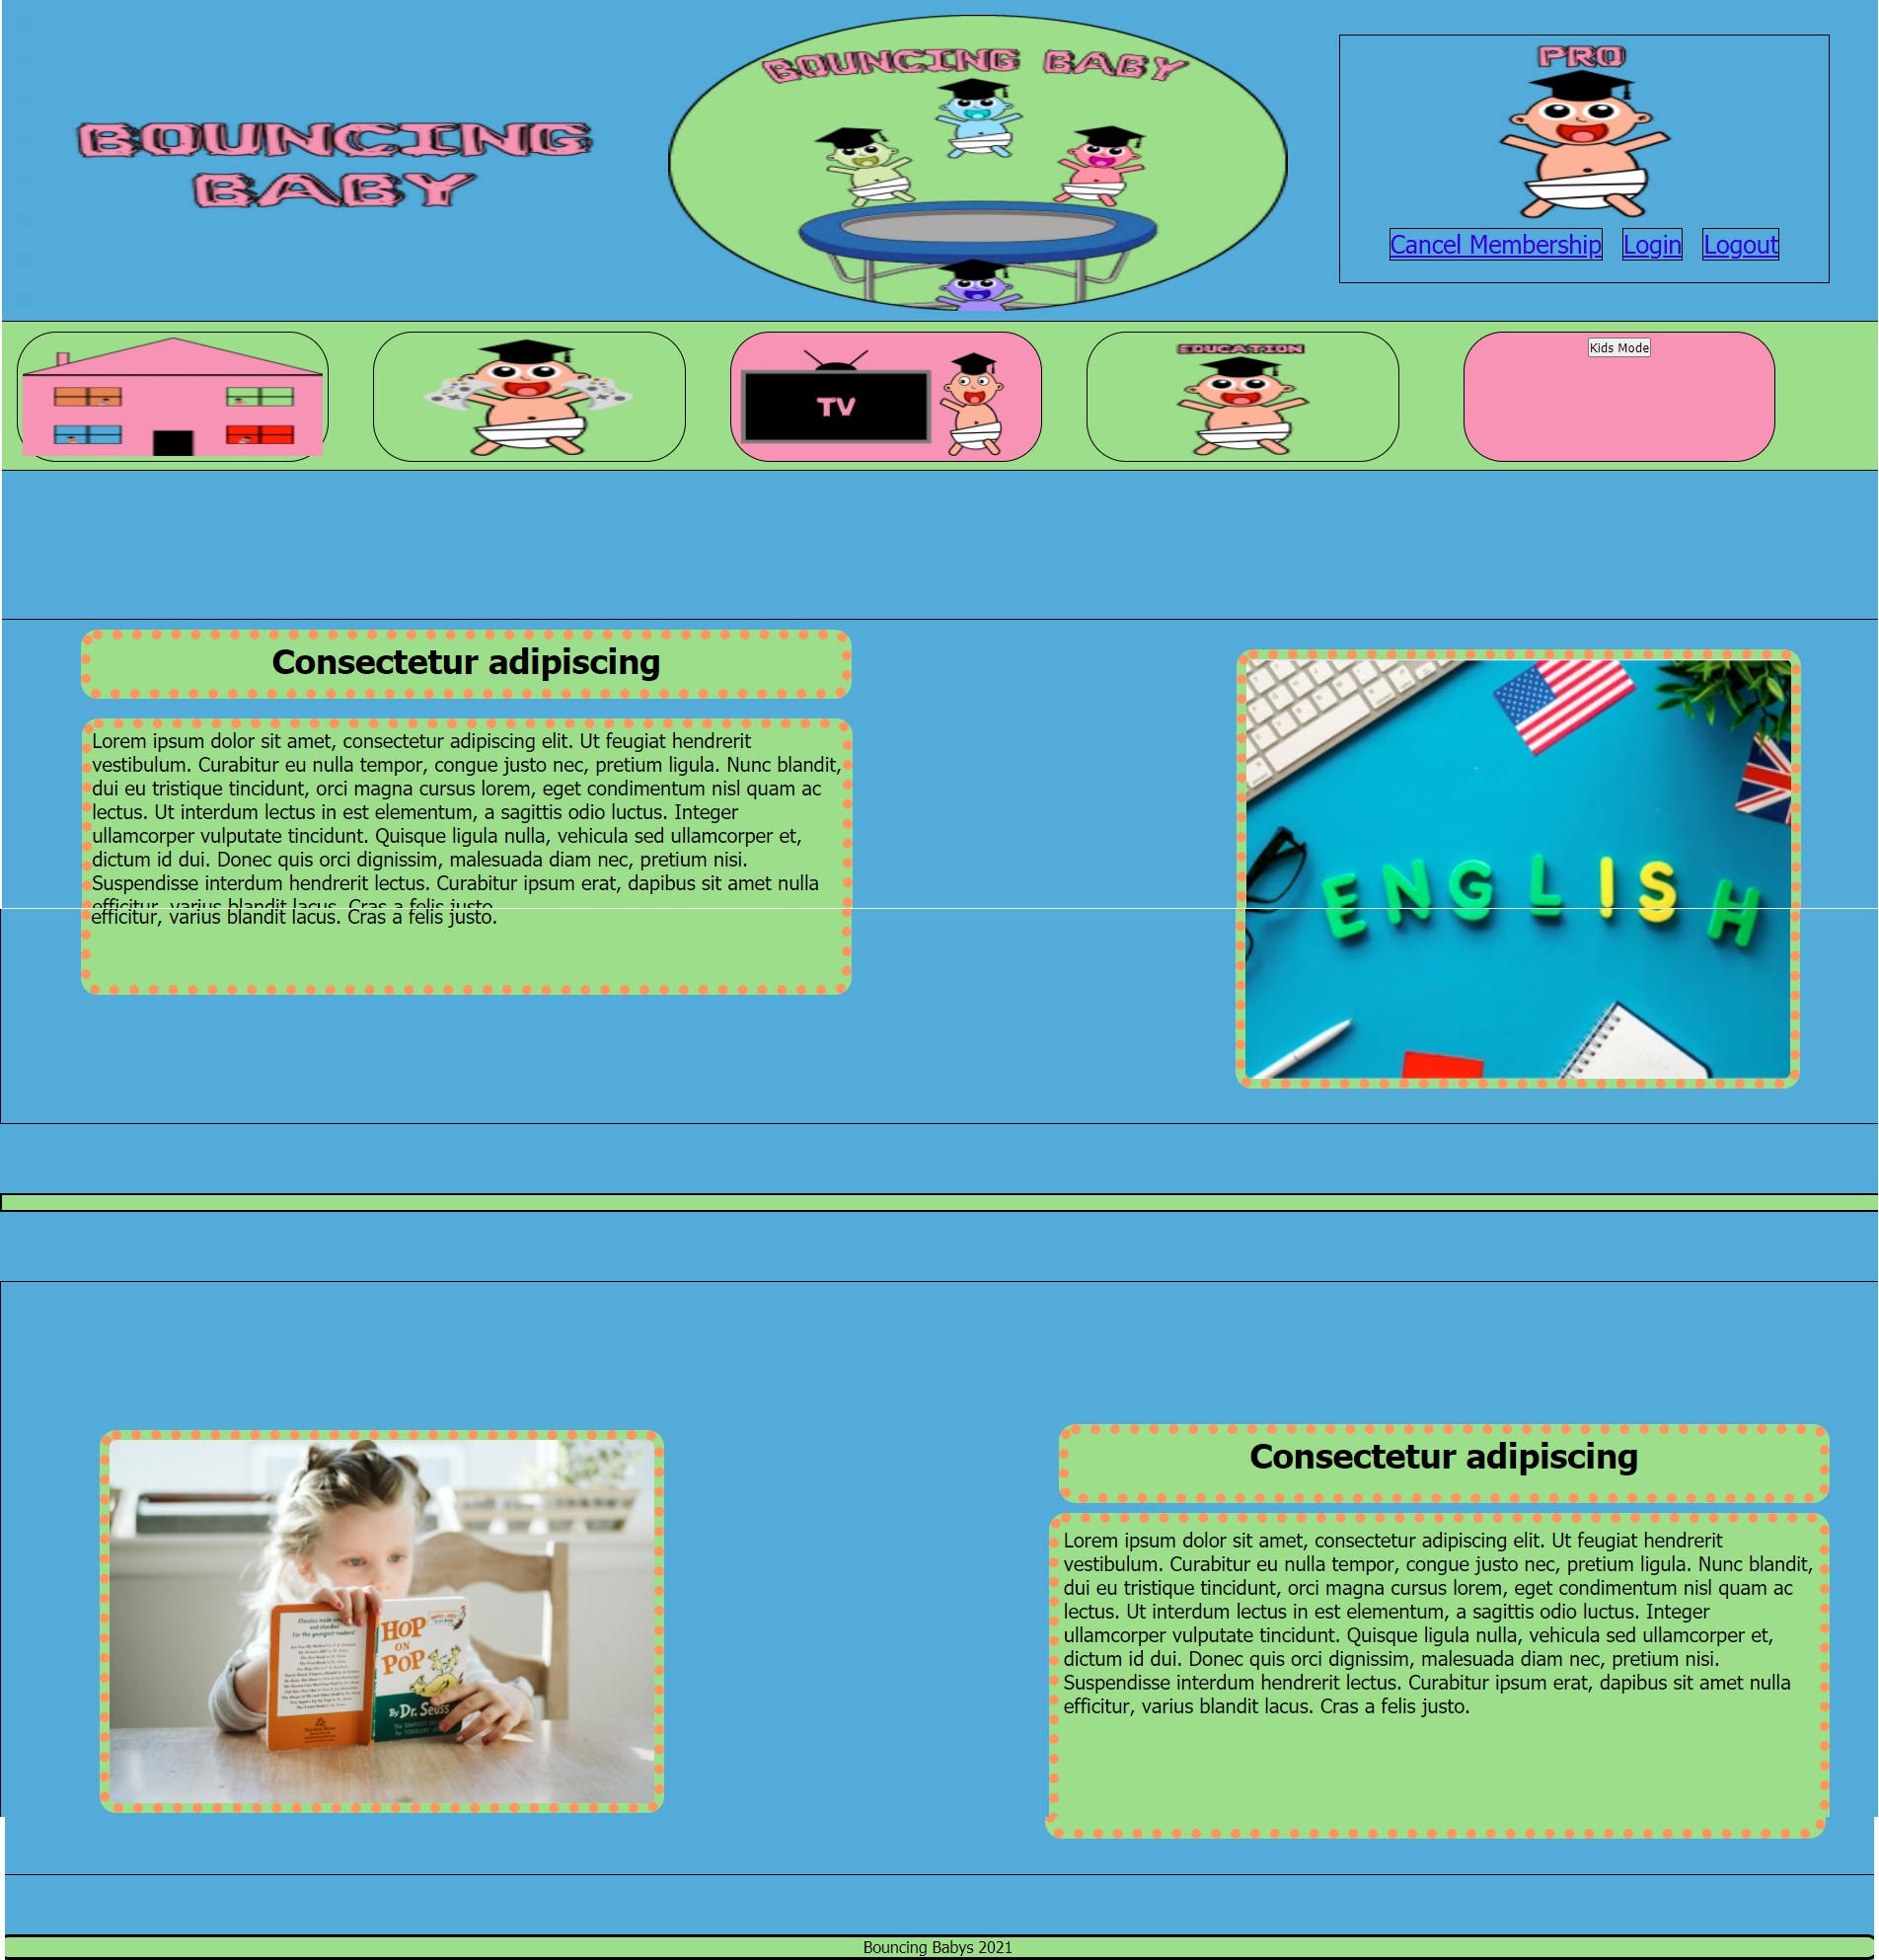 BOUNCING
BABY
BOUNCING BABY
PRO
Cancel Membership Login Logout
TV
EDUCATION
Kids Mode
Consectetur adipiscing
Lorem ipsum dolor sit amet, consectetur adipiscing elit. Ut feugiat hendrerit
vestibulum. Curabitur eu nulla tempor, congue justo nec, pretium ligula. Nunc blandit,
dui eu tristique tincidunt, orci magna cursus lorem, eget condimentum nisl quam ac
lectus. Ut interdum lectus in est elementum, a sagittis odio luctus. Integer
ullamcorper vulputate tincidunt. Quisque ligula nulla, vehicula sed ullamcorper et,
dictum id dui. Donec quis orci dignissim, malesuada diam nec, pretium nisi.
Suspendisse interdum hendrerit lectus. Curabitur ipsum erat, dapibus sit amet nulla
efficitur, varius blandit lacus. Cras a felis justo
efficitur, varius blandit lacus. Cras a felis justo.
ENGLISH
HOP
ON
POP
By Dr. Seuss
Consectetur adipiscing
Lorem ipsum dolor sit amet, consectetur adipiscing elit. Ut feugiat hendrerit
vestibulum. Curabitur eu nulla tempor, congue justo nec, pretium ligula. Nunc blandit,
dui eu tristique tincidunt, orci magna cursus lorem, eget condimentum nisl quam ac
lectus. Ut interdum lectus in est elementum, a sagittis odio luctus. Integer
ullamcorper vulputate tincidunt. Quisque ligula nulla, vehicula sed ullamcorper et,
dictum id dui. Donec quis orci dignissim, malesuada diam nec, pretium nisi.
Suspendisse interdum hendrerit lectus. Curabitur ipsum erat, dapibus sit amet nulla
efficitur, varius blandit lacus. Cras a felis justo.
Bouncing Babys 2021